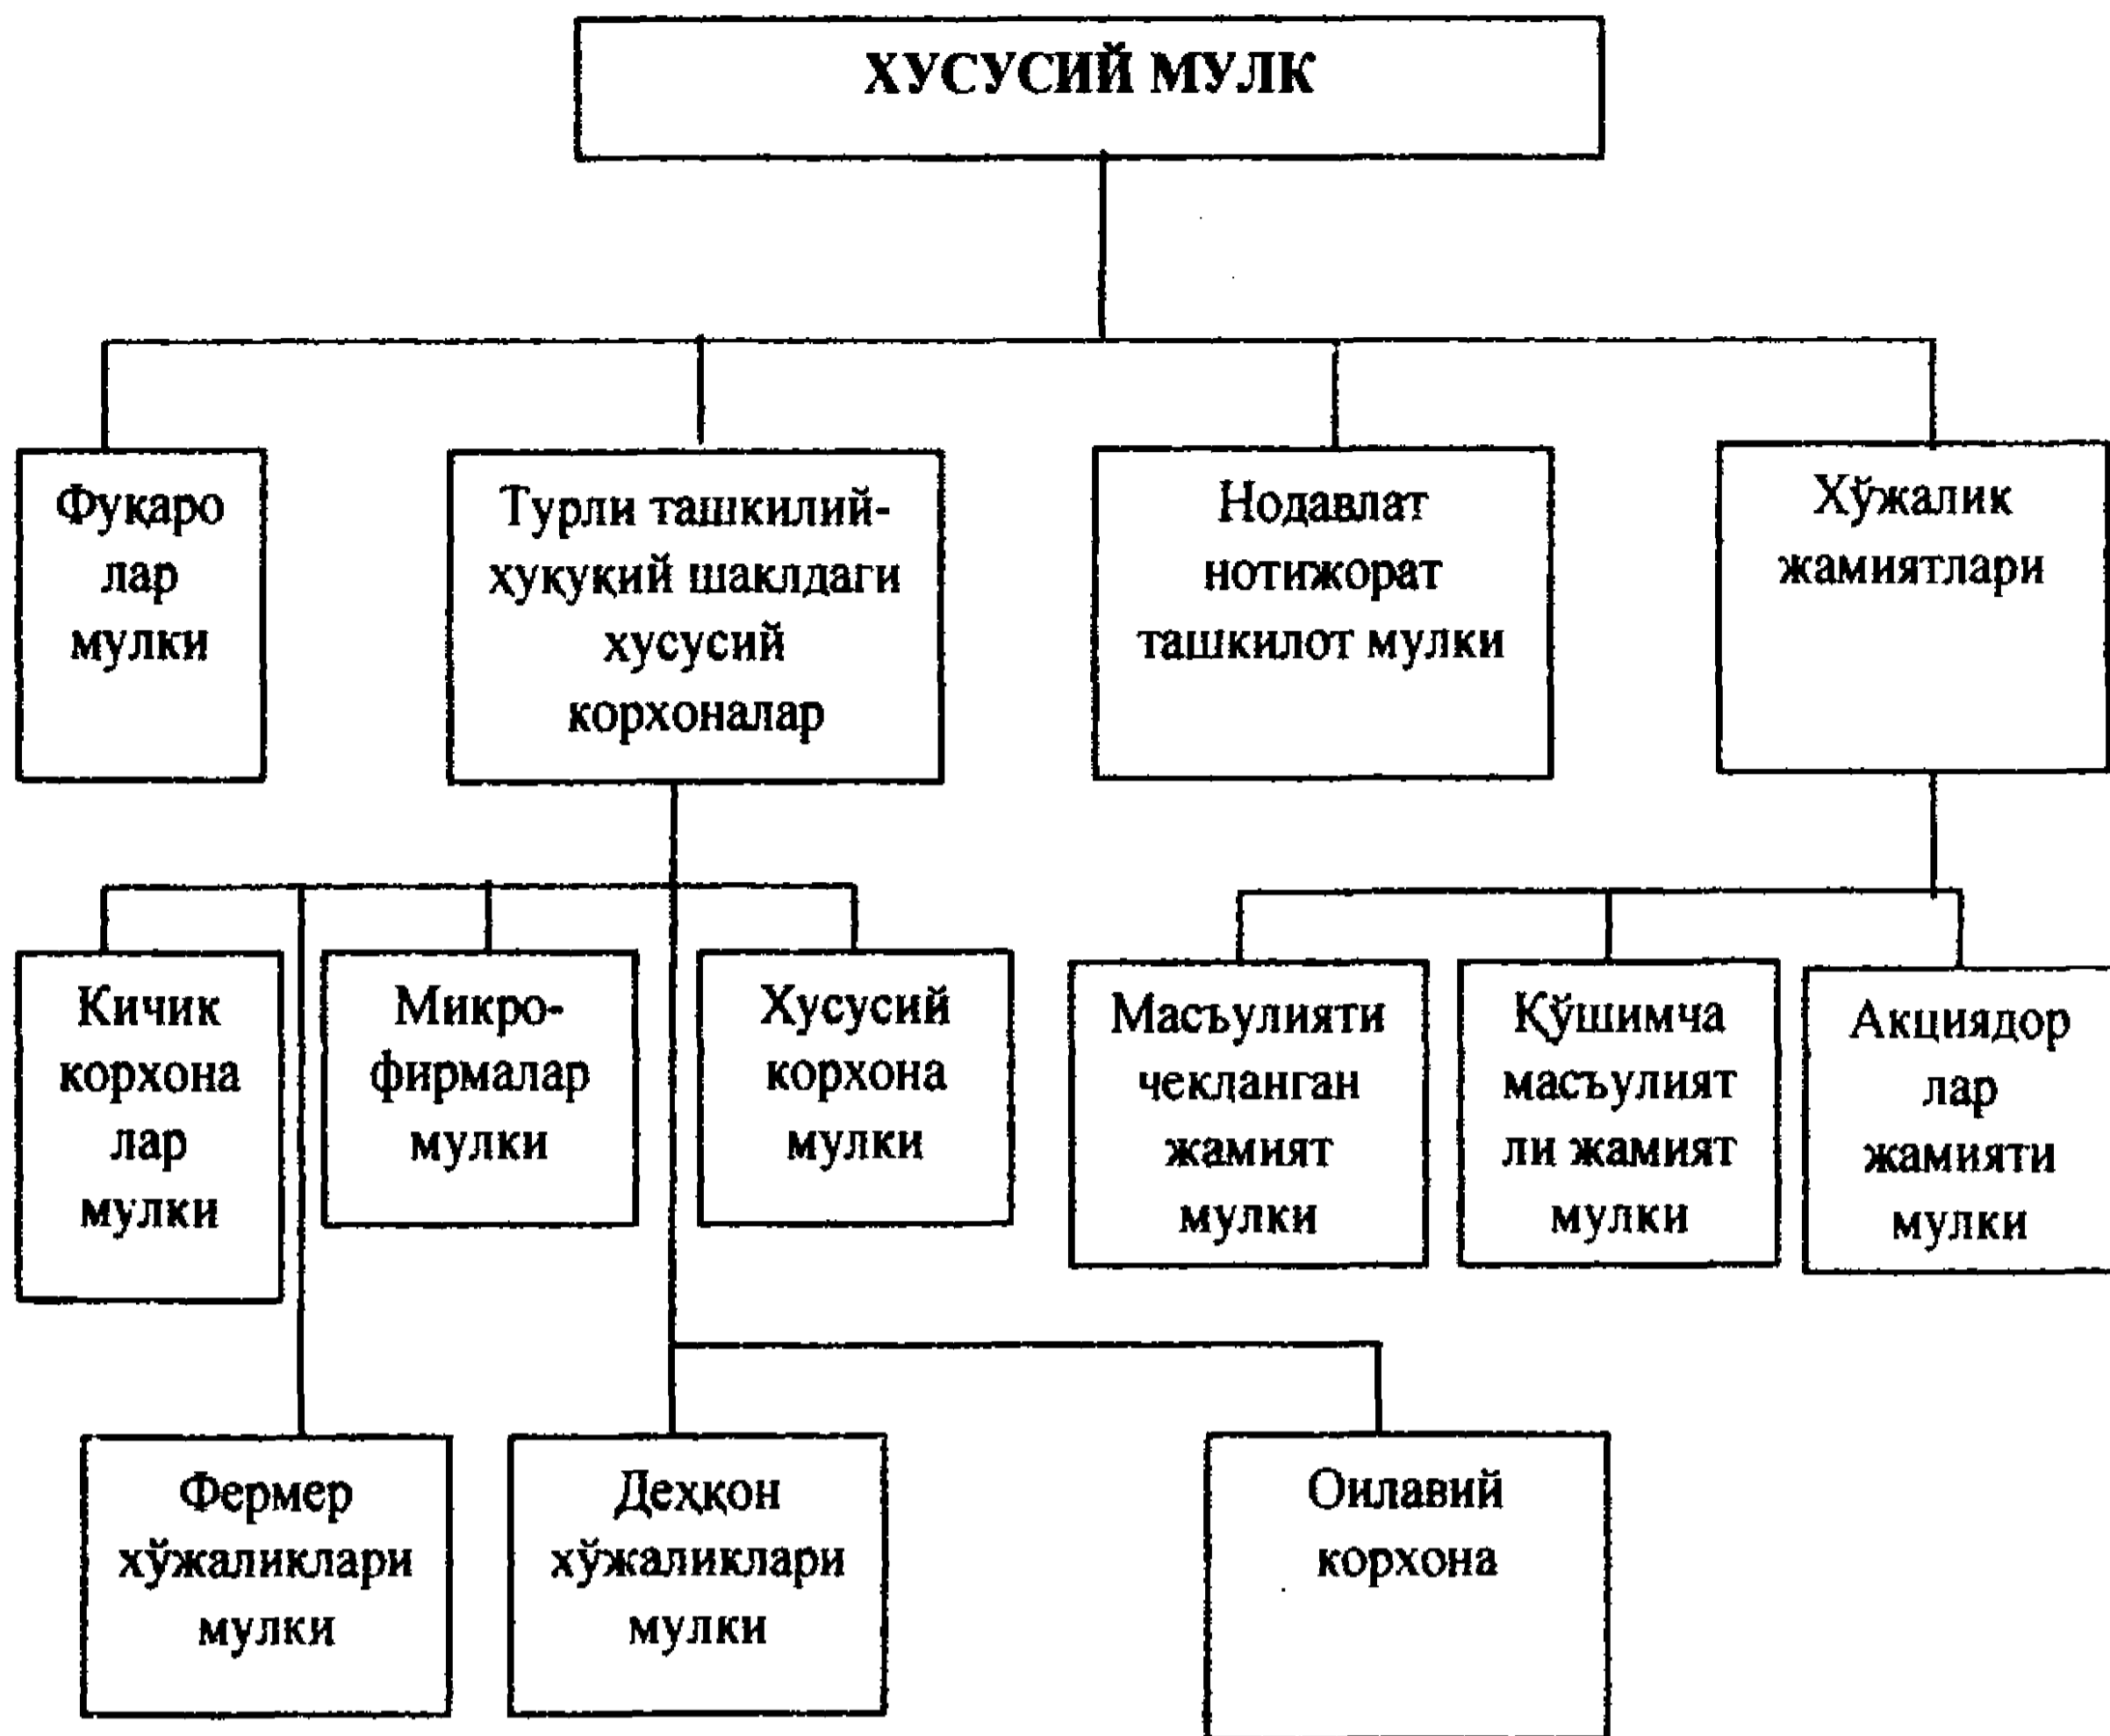 ХУСУСИЙ МУЛК
Фуқаро
лар
мулки
Турли ташкилий-
ҳуқуқий шаклдаги
хусусий
корхоналар
Нодавлат
нотижорат
ташкилот мулки
Хўжалик
жамиятлари
Кичик
корхона
лар
мулки
Микро-
фирмалар
мулки
Хусусий
корхона
мулки
Масъулияти
чекланган
жамият
мулки
Қўшимча
масъулият
ли жамият
мулки
Акциядор
лар
жамияти
мулки
Фермер
хўжаликлари
мулки
Деҳқон
хўжаликлари
мулки
Оилавий
корхона